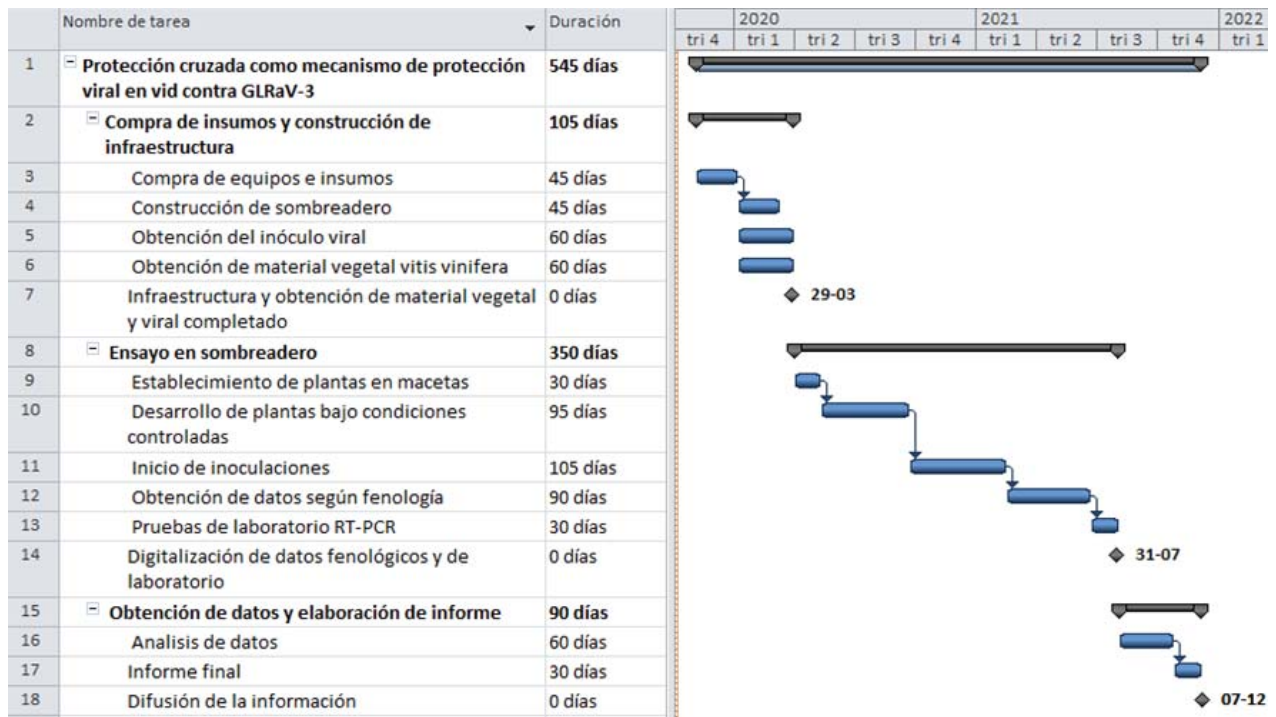 Nombre de tarea Duración 2020 2021 2022
tri 4 tri 1 tri 2 tri 3 tri 4 tri 1 tri 2 tri 3 tri 4 tri 1
1 Protección cruzada como mecanismo de protección 545 días
viral en vid contra GLRaV-3
2 Compra de insumos y construcción de 105 días
infraestructura
3 Compra de equipos e insumos 45 días
4 Construcción de sombreadero 45 días
5 Obtención del inóculo viral 60 días
6 Obtención de material vegetal vitis vinifera 60 días
7 Infraestructura y obtención de material vegetal 0 días 29-03
y viral completado
8 Ensayo en sombreadero 350 días
9 Establecimiento de plantas en macetas 30 días
10 Desarrollo de plantas bajo condiciones 95 días
controladas
11 Inicio de inoculaciones 105 días
12 Obtención de datos según fenología 90 días
13 Pruebas de laboratorio RT-PCR 30 días
14 Digitalización de datos fenológicos y de 0 días 31-07
laboratorio
15 Obtención de datos y elaboración de informe 90 días
16 Analisis de datos 60 días
17 Informe final 30 días
18 Difusión de la información 0 días 07-12